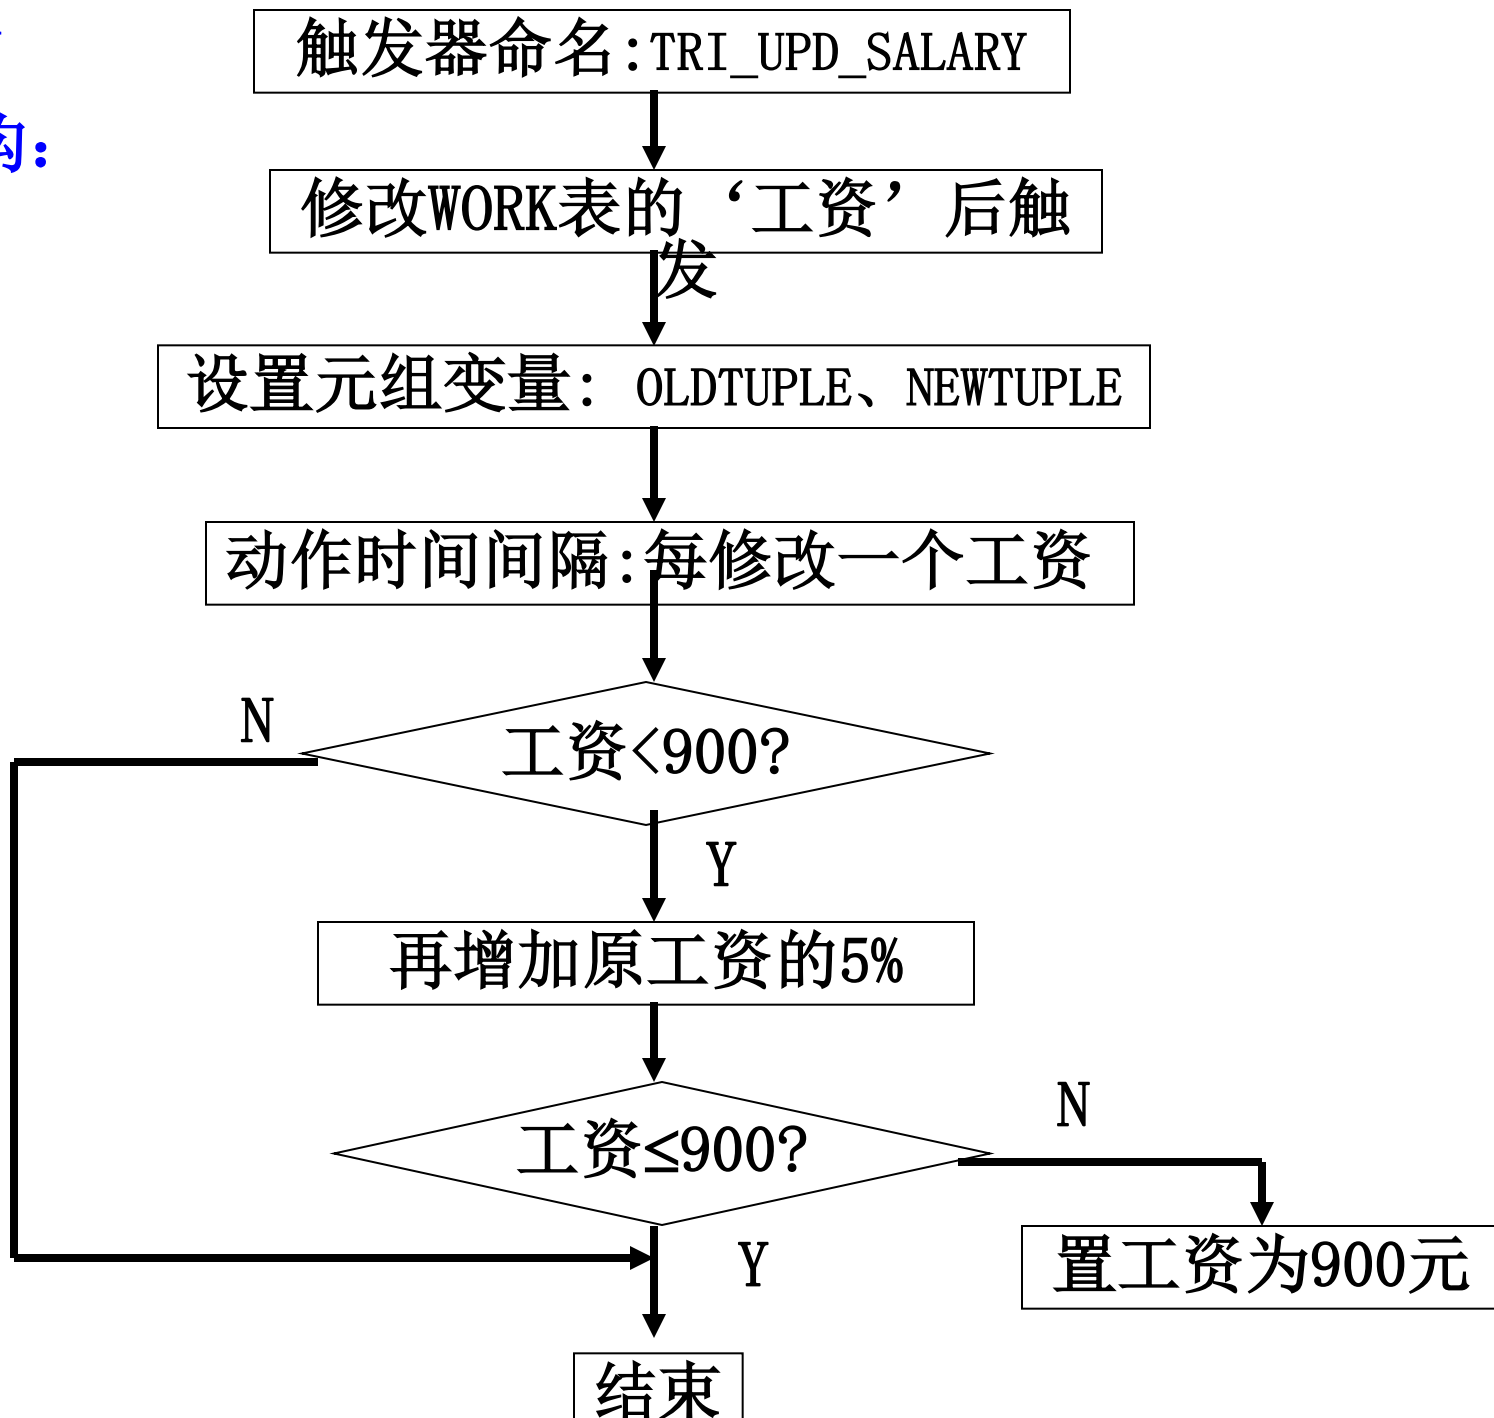 触发器命名:TRI_UPD_SALARY
构:
修改WORK表的‘工资’后触
发
设置元组变量: OLDTUPLE、NEWTUPLE
动作时间间隔:每修改一个工资
N
工资<900?
Y
再增加原工资的5%
N
工资≤900?
Y
置工资为900元
结束